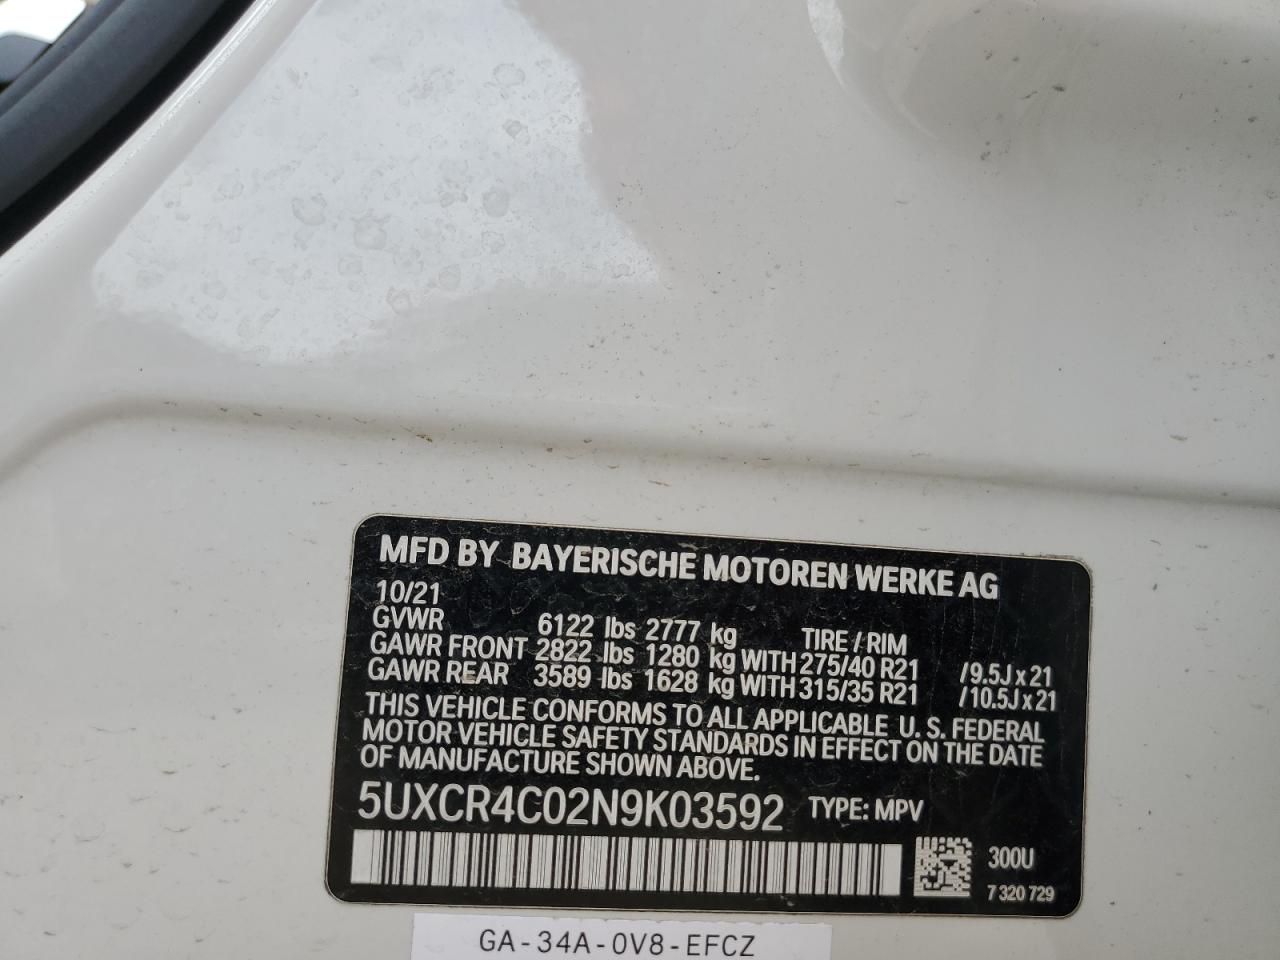 MFD BY BAYERISCHE MOTOREN WERKE AG
10/21
GVWR 6122 lbs 2777 kg TIRE / RIM
GAWR FRONT 2822 lbs 1280 kg WITH 275/40 R21 /9.5J x 21
GAWR REAR 3589 lbs 1628 kg WITH 315/35 R21 /10.5J x 21
THIS VEHICLE CONFORMS TO ALL APPLICABLE U. S. FEDERAL
MOTOR VEHICLE SAFETY STANDARDS IN EFFECT ON THE DATE
OF MANUFACTURE SHOWN ABOVE.
5UXCR4C02N9K03592 TYPE: MPV
300U
7 320 729
GA-34A-0V8-EFCZ